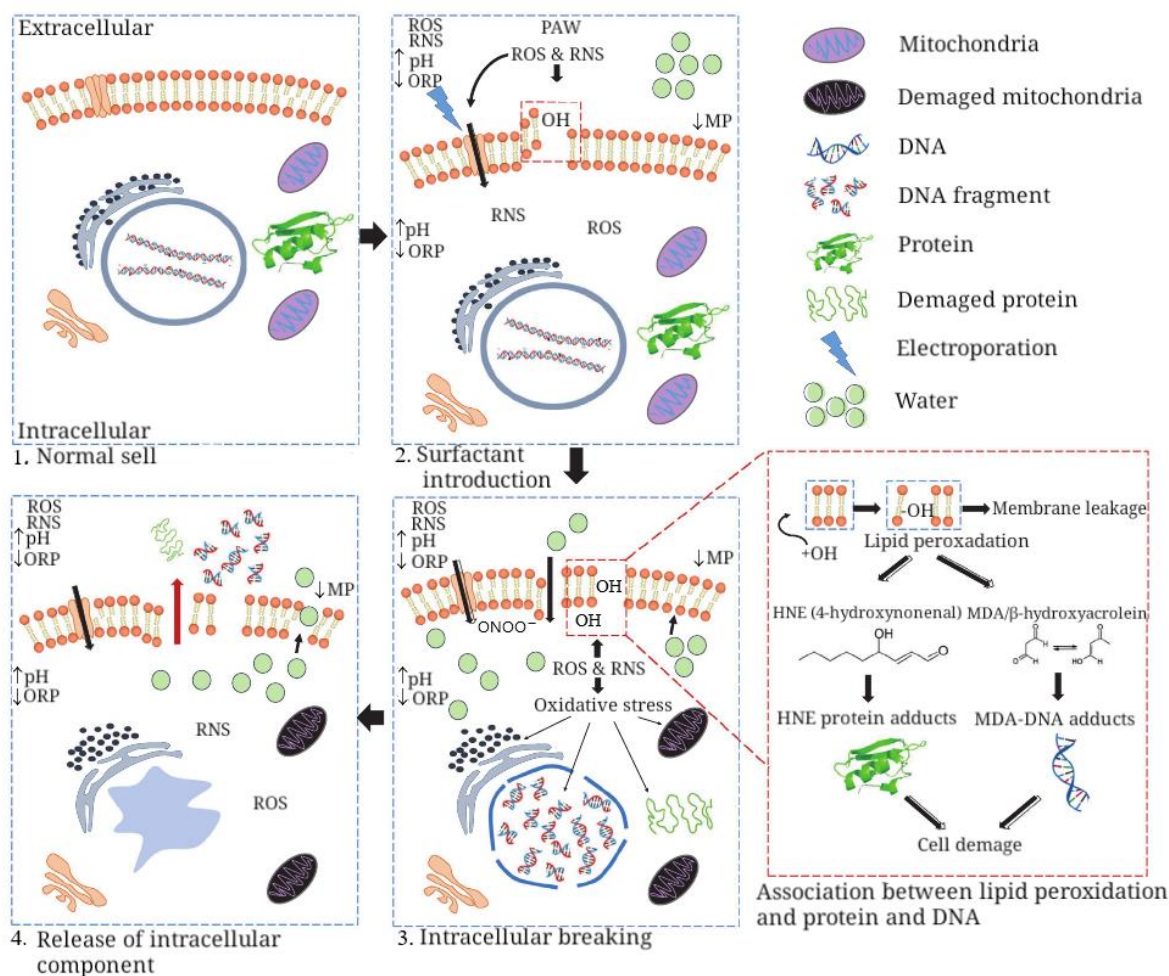 Extracellular
Intracellular
1. Normal sell
ROS
RNS
↑pH
↓ORP
PAW
ROS & RNS
OH
↓MP
RNS
ROS
↑pH
↓ORP
2. Surfactant
introduction
Mitochondria
Demaged mitochondria
DNA
DNA fragment
Protein
Demaged protein
Electroporation
Water
ROS
RNS
↑pH
↓ORP
↓MP
OH
OH
ONOO⁻
ROS & RNS
↑pH
↓ORP
Oxidative stress
3. Intracellular breaking
+OH
-OH
Membrane leakage
Lipid peroxadation
HNE (4-hydroxynonenal) MDA/β-hydroxyacrolein
OH
O
O
O
O
HO
HNE protein adducts
MDA-DNA adducts
Cell demage
Association between lipid peroxidation
and protein and DNA
ROS
RNS
↑pH
↓ORP
↓MP
↑pH
↓ORP
RNS
ROS
4. Release of intracellular
component